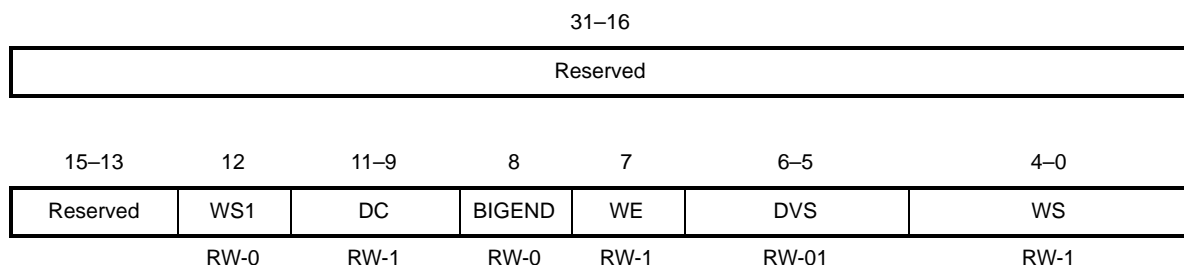 31–16
Reserved
15–13 12 11–9 8 7 6–5 4–0
Reserved WS1 DC BIGEND WE DVS WS
RW-0 RW-1 RW-0 RW-1 RW-01 RW-1